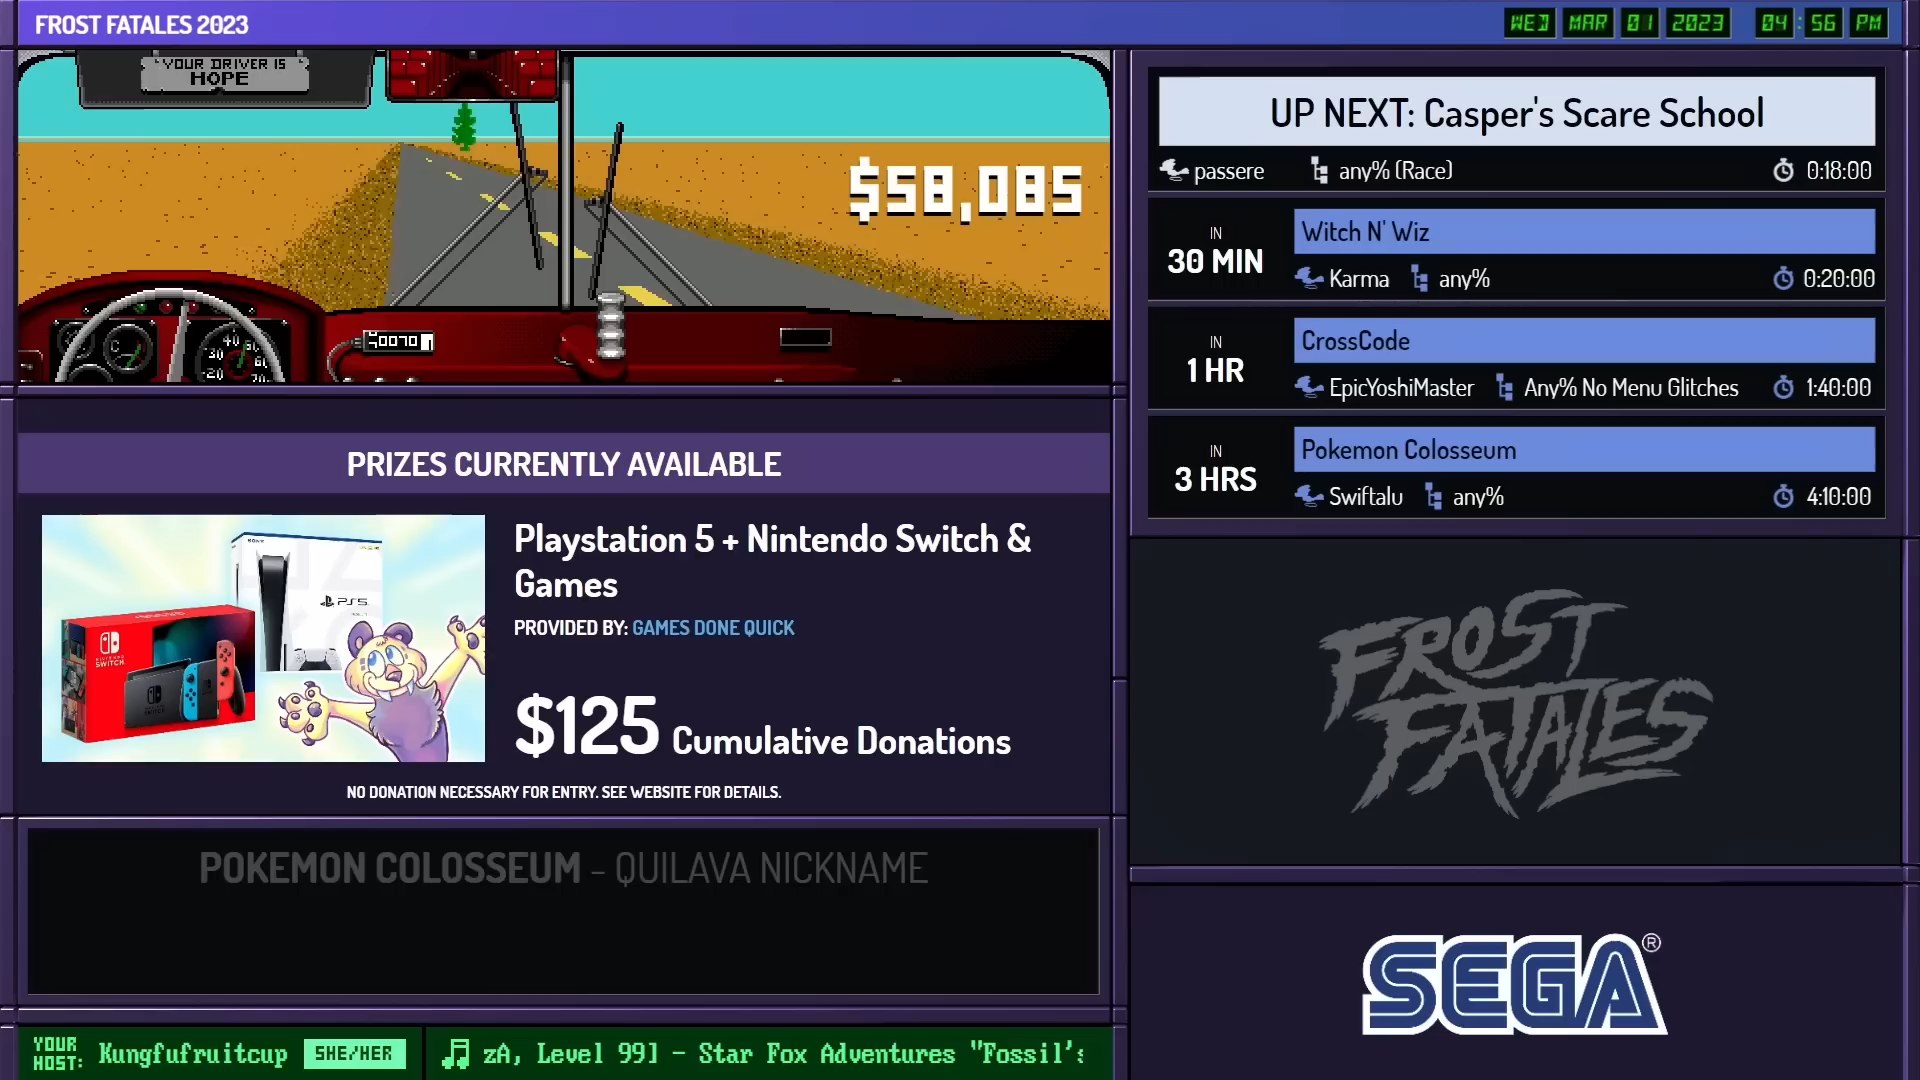 FROST FATALES 2023
WED MAR 01 2023 04:56 PM
YOUR DRIVER IS
HOPE
$58,085
UP NEXT: Casper's Scare School
passere any% (Race) 0:18:00
IN
30 MIN
Witch N' Wiz
Karma any% 0:20:00
IN
1 HR
CrossCode
EpicYoshiMaster Any% No Menu Glitches 1:40:00
IN
3 HRS
Pokemon Colosseum
Swiftalu any% 4:10:00
PRIZES CURRENTLY AVAILABLE
SONY
PS5
NINTENDO
SWITCH
Playstation 5 + Nintendo Switch &
Games
PROVIDED BY: GAMES DONE QUICK
$125 Cumulative Donations
NO DONATION NECESSARY FOR ENTRY. SEE WEBSITE FOR DETAILS.
FROST
FATALES
POKEMON COLOSSEUM - QUILAVA NICKNAME
SEGA®
YOUR
HOST: Kungfufruitcup SHE/HER
zA, Level 99] - Star Fox Adventures "Fossil's